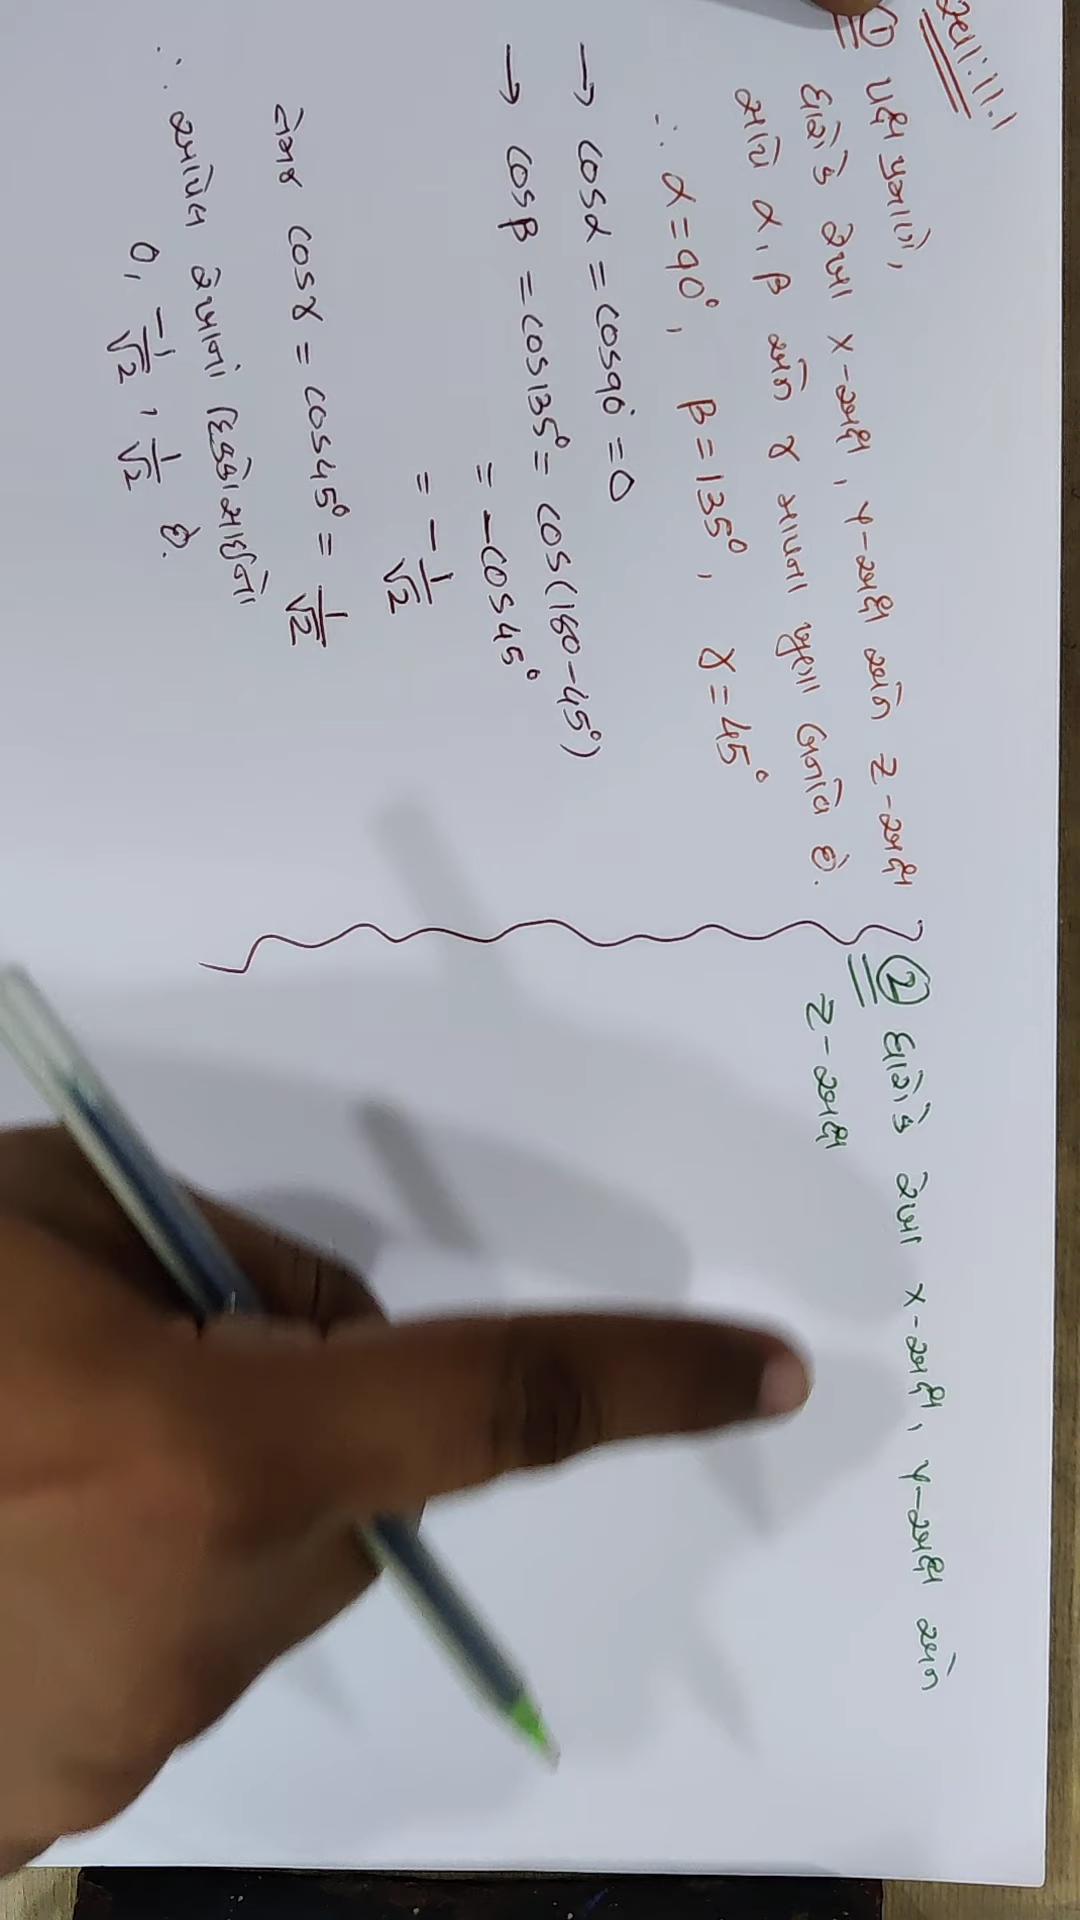 સ્વા:11.1
① પક્ષ પ્રમાણે,
ધારો કે રેખા x-અક્ષ, y-અક્ષ અને z-અક્ષ
સાથે α, β અને γ માપના ખૂણા બનાવે છે.
∴ α = 90°, β = 135°, γ = 45°
→ cosα = cos90° = 0
→ cosβ = cos135° = cos(180-45°)
= -cos45°
= -1/√2
તેમજ cosγ = cos45° = 1/√2
∴ આપેલ રેખાની દિક્કોસાઇનો
0, -1/√2, 1/√2 છે.
② ધારો કે રેખા x-અક્ષ, y-અક્ષ અને
z-અક્ષ